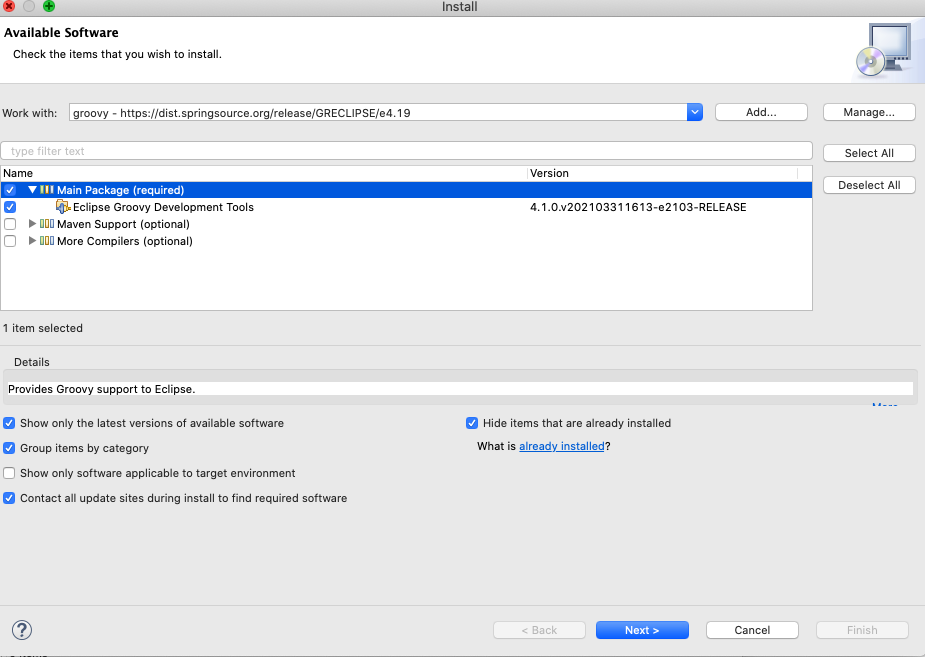 Install
Available Software
Check the items that you wish to install.
Work with: groovy - https://dist.springsource.org/release/GRECLIPSE/e4.19 Add... Manage...
type filter text
Select All
Name Version
Deselect All
Main Package (required)
Eclipse Groovy Development Tools 4.1.0.v202103311613-e2103-RELEASE
Maven Support (optional)
More Compilers (optional)
1 item selected
Details
Provides Groovy support to Eclipse.
Show only the latest versions of available software Hide items that are already installed
Group items by category What is already installed?
Show only software applicable to target environment
Contact all update sites during install to find required software
? < Back Next > Cancel Finish